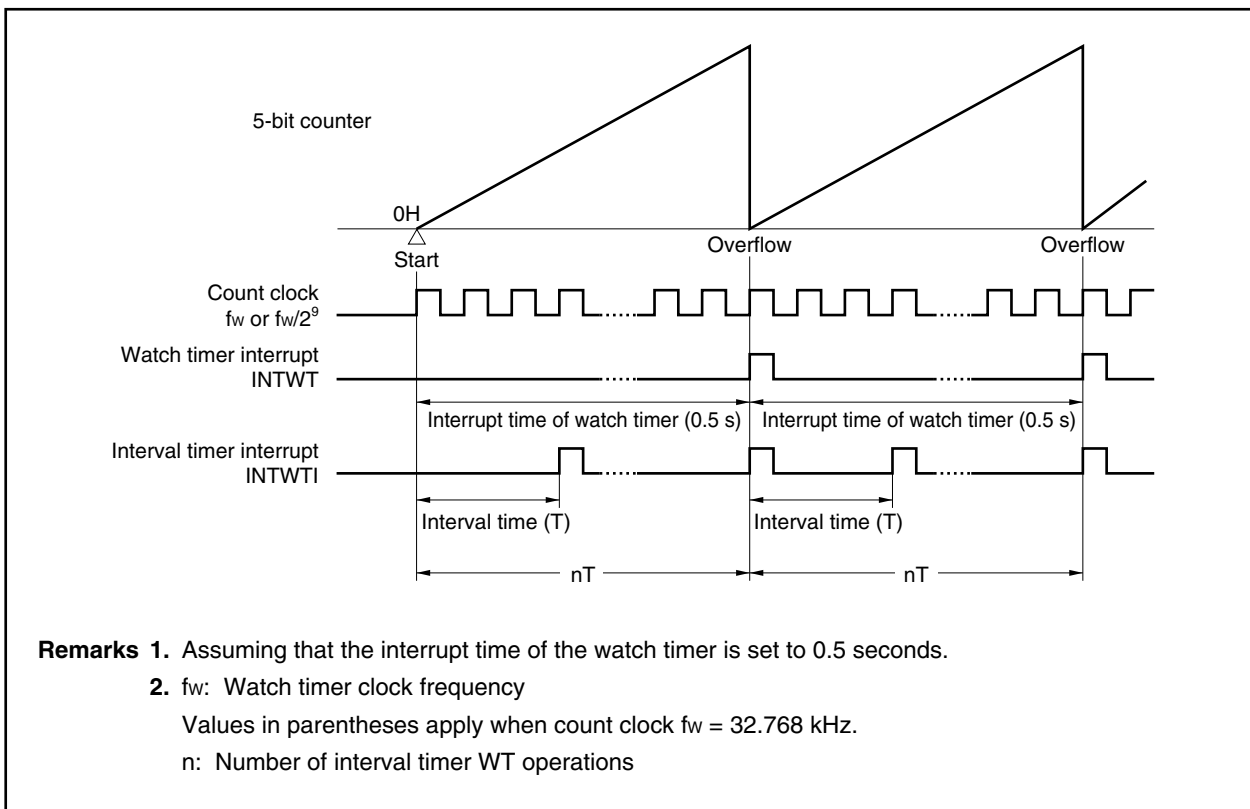 5-bit counter
0H
Start
Overflow
Overflow
Count clock
fW or fW/2⁹
Watch timer interrupt
INTWT
Interrupt time of watch timer (0.5 s)
Interrupt time of watch timer (0.5 s)
Interval timer interrupt
INTWTI
Interval time (T)
Interval time (T)
nT
nT
Remarks 1. Assuming that the interrupt time of the watch timer is set to 0.5 seconds.
2. fW: Watch timer clock frequency
Values in parentheses apply when count clock fW = 32.768 kHz.
n: Number of interval timer WT operations